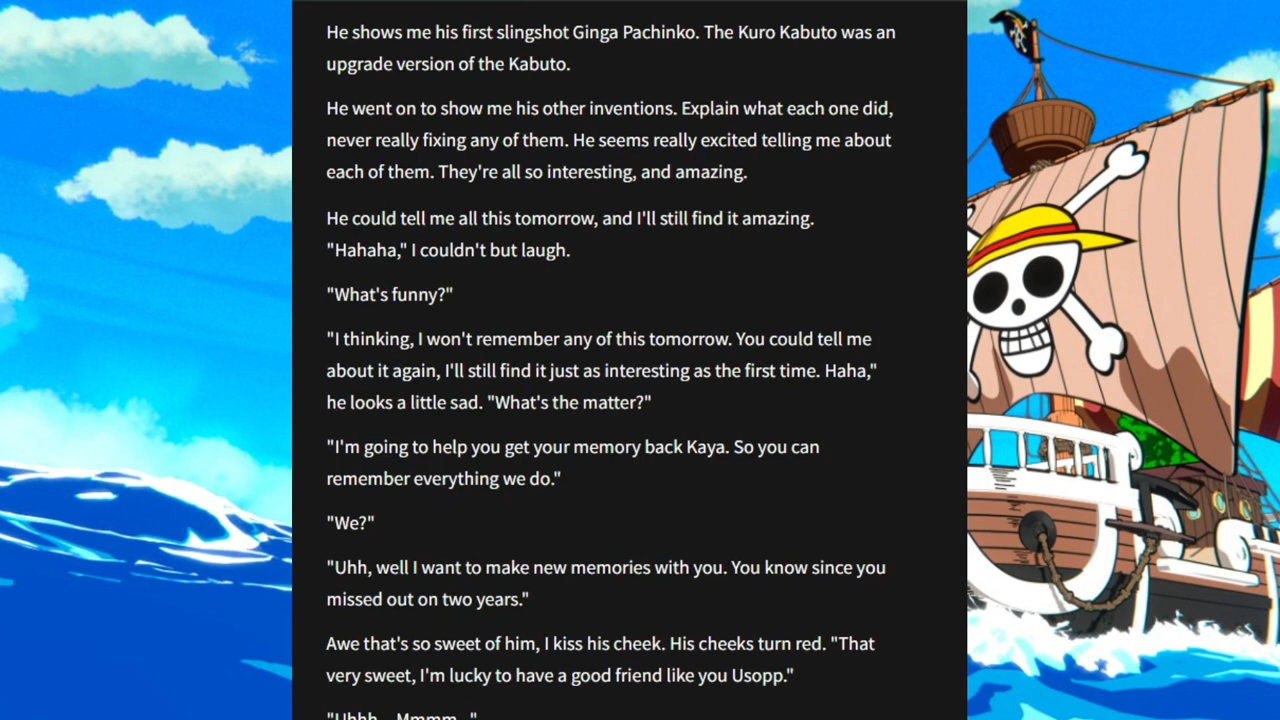 He shows me his first slingshot Ginga Pachinko. The Kuro Kabuto was an
upgrade version of the Kabuto.
He went on to show me his other inventions. Explain what each one did,
never really fixing any of them. He seems really excited telling me about
each of them. They're all so interesting, and amazing.
He could tell me all this tomorrow, and I'll still find it amazing.
"Hahaha," I couldn't but laugh.
"What's funny?"
"I thinking, I won't remember any of this tomorrow. You could tell me
about it again, I'll still find it just as interesting as the first time. Haha,"
he looks a little sad. "What's the matter?"
"I'm going to help you get your memory back Kaya. So you can
remember everything we do."
"We?"
"Uhh, well I want to make new memories with you. You know since you
missed out on two years."
Awe that's so sweet of him, I kiss his cheek. His cheeks turn red. "That
very sweet, I'm lucky to have a good friend like you Usopp."